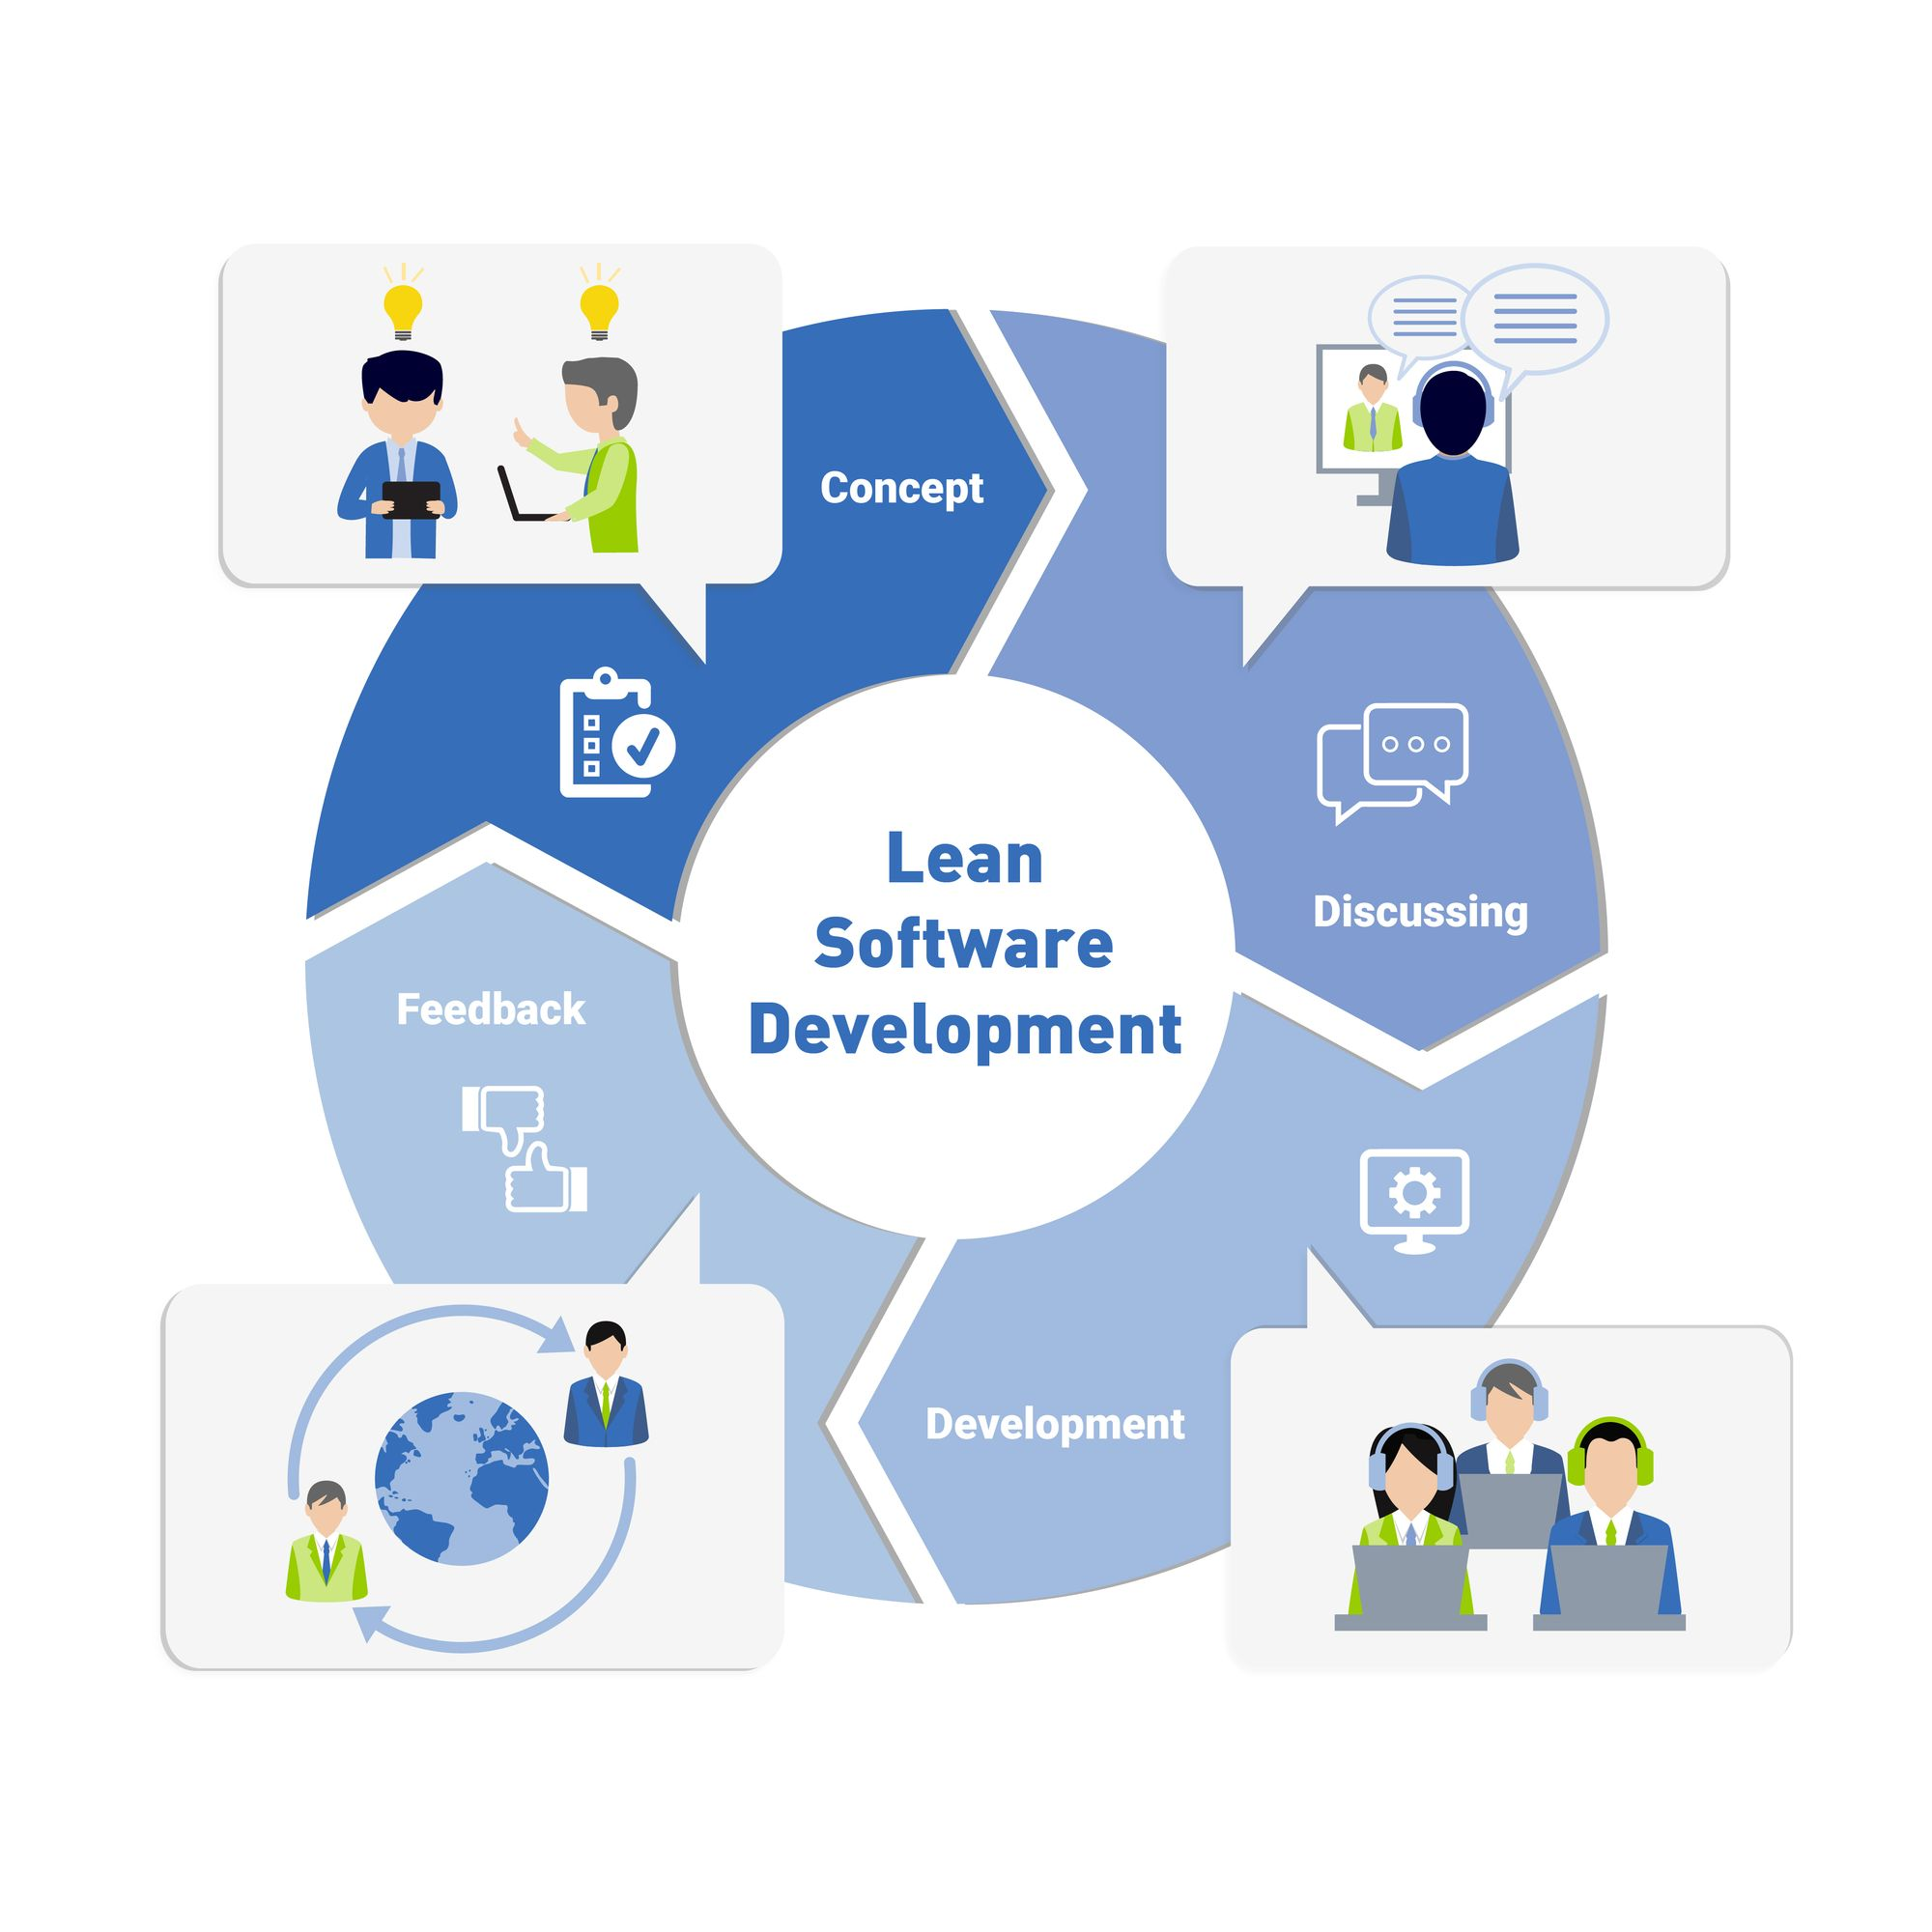 Concept
Discussing
Lean
Software
Development
Feedback
Development